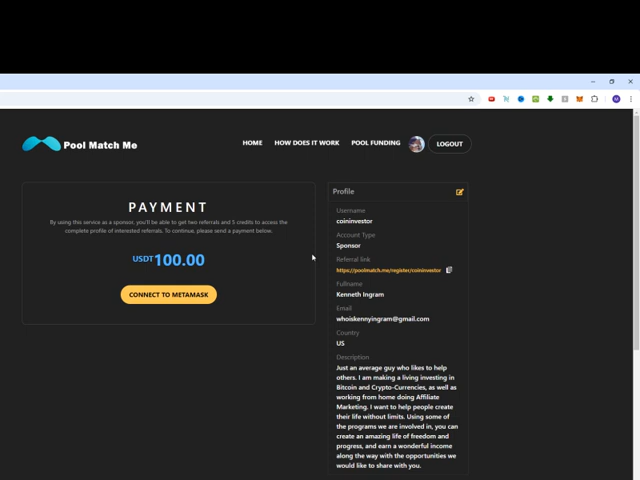 Pool Match Me
HOME
HOW DOES IT WORK
POOL FUNDING
LOGOUT
PAYMENT
By using this service as a sponsor, you'll be able to get two referrals and 5 credits to access the
complete profile of interested referrals. To continue, please send a payment below.
USDT100.00
CONNECT TO METAMASK
Profile
Username
coininvestor
Account Type
Sponsor
Referral link
https://poolmatch.me/register/coininvestor
Fullname
Kenneth Ingram
Email
whoiskennyingram@gmail.com
Country
US
Description
Just an average guy who likes to help
others. I am making a living investing in
Bitcoin and Crypto-Currencies, as well as
working from home doing Affiliate
Marketing. I want to help people create
their life without limits. Using some of
the programs we are involved in, you can
create an amazing life of freedom and
progress, and earn a wonderful income
along the way with the opportunities we
would like to share with you.